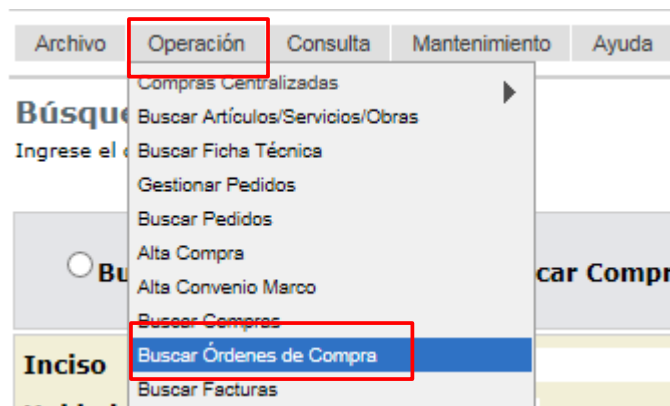 Archivo Operación Consulta Mantenimiento Ayuda
Compras Centralizadas
Búsque
Buscar Artículos/Servicios/Obras
Ingrese el
Buscar Ficha Técnica
Gestionar Pedidos
Buscar Pedidos
Alta Compra
Bu
car Compr
Alta Convenio Marco
Buscar Compras
Buscar Órdenes de Compra
Inciso
Buscar Facturas